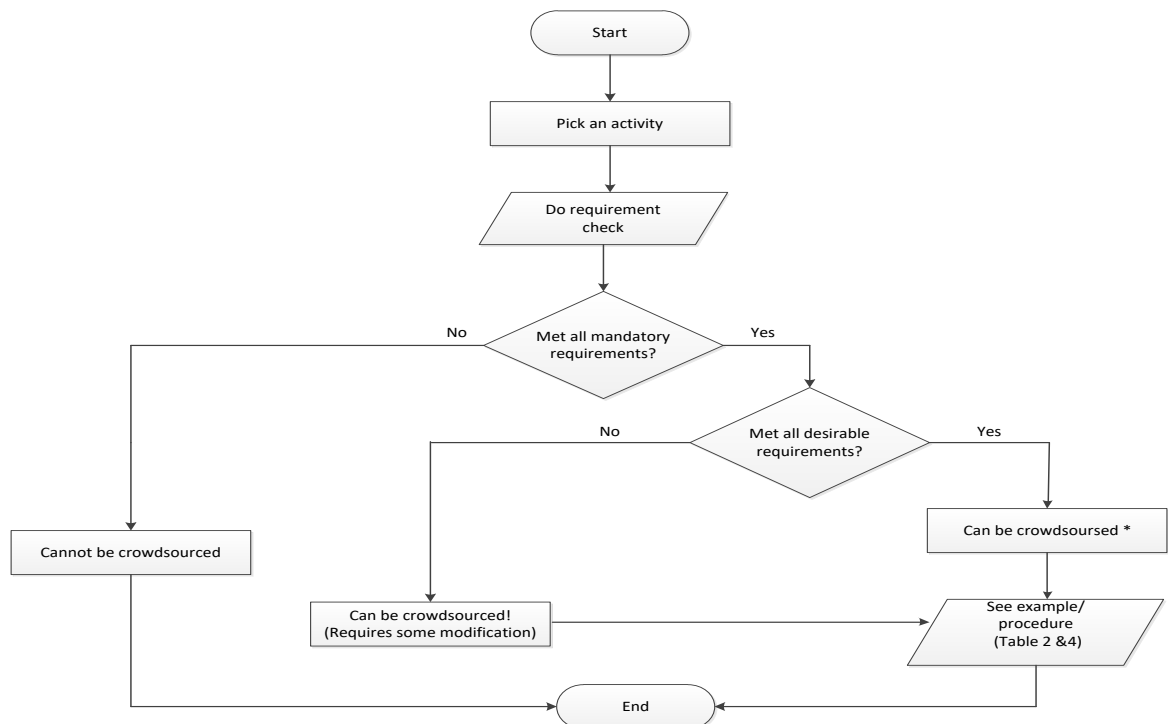 Start
Pick an activity
Do requirement
check
No
Met all mandatory
requirements?
Yes
No
Met all desirable
requirements?
Yes
Cannot be crowdsourced
Can be crowdsoursed *
Can be crowdsourced!
(Requires some modification)
See example/
procedure
(Table 2 &4)
End